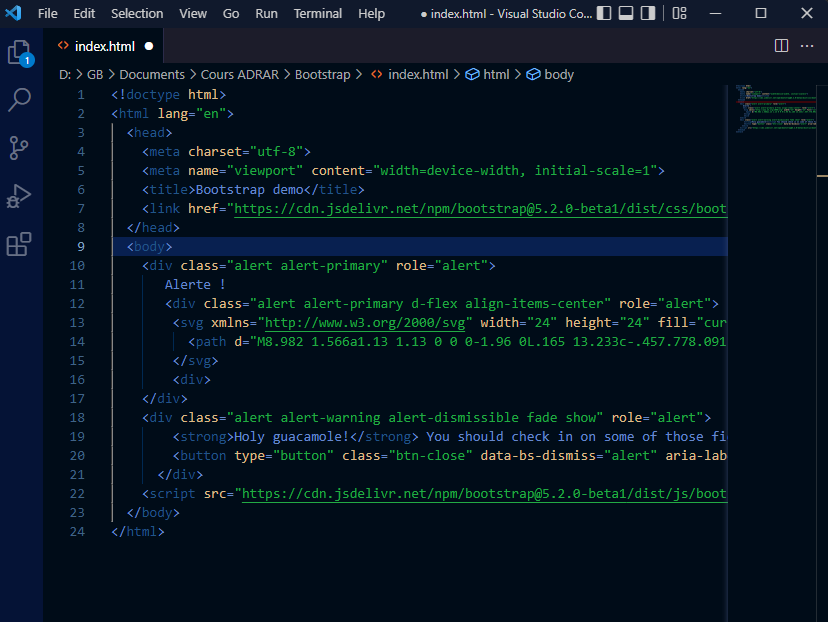 File Edit Selection View Go Run Terminal Help ● index.html - Visual Studio Co...
index.html ●
1
D: > GB > Documents > Cours ADRAR > Bootstrap > index.html > html > body
1 <!doctype html>
2 <html lang="en">
3 <head>
4 <meta charset="utf-8">
5 <meta name="viewport" content="width=device-width, initial-scale=1">
6 <title>Bootstrap demo</title>
7 <link href="https://cdn.jsdelivr.net/npm/bootstrap@5.2.0-beta1/dist/css/boot
8 </head>
9 <body>
10 <div class="alert alert-primary" role="alert">
11 Alerte !
12 <div class="alert alert-primary d-flex align-items-center" role="alert">
13 <svg xmlns="http://www.w3.org/2000/svg" width="24" height="24" fill="cur
14 <path d="M8.982 1.566a1.13 1.13 0 0 0-1.96 0L.165 13.233c-.457.778.091
15 </svg>
16 <div>
17 </div>
18 <div class="alert alert-warning alert-dismissible fade show" role="alert">
19 <strong>Holy guacamole!</strong> You should check in on some of those fi
20 <button type="button" class="btn-close" data-bs-dismiss="alert" aria-lab
21 </div>
22 <script src="https://cdn.jsdelivr.net/npm/bootstrap@5.2.0-beta1/dist/js/boot
23 </body>
24 </html>